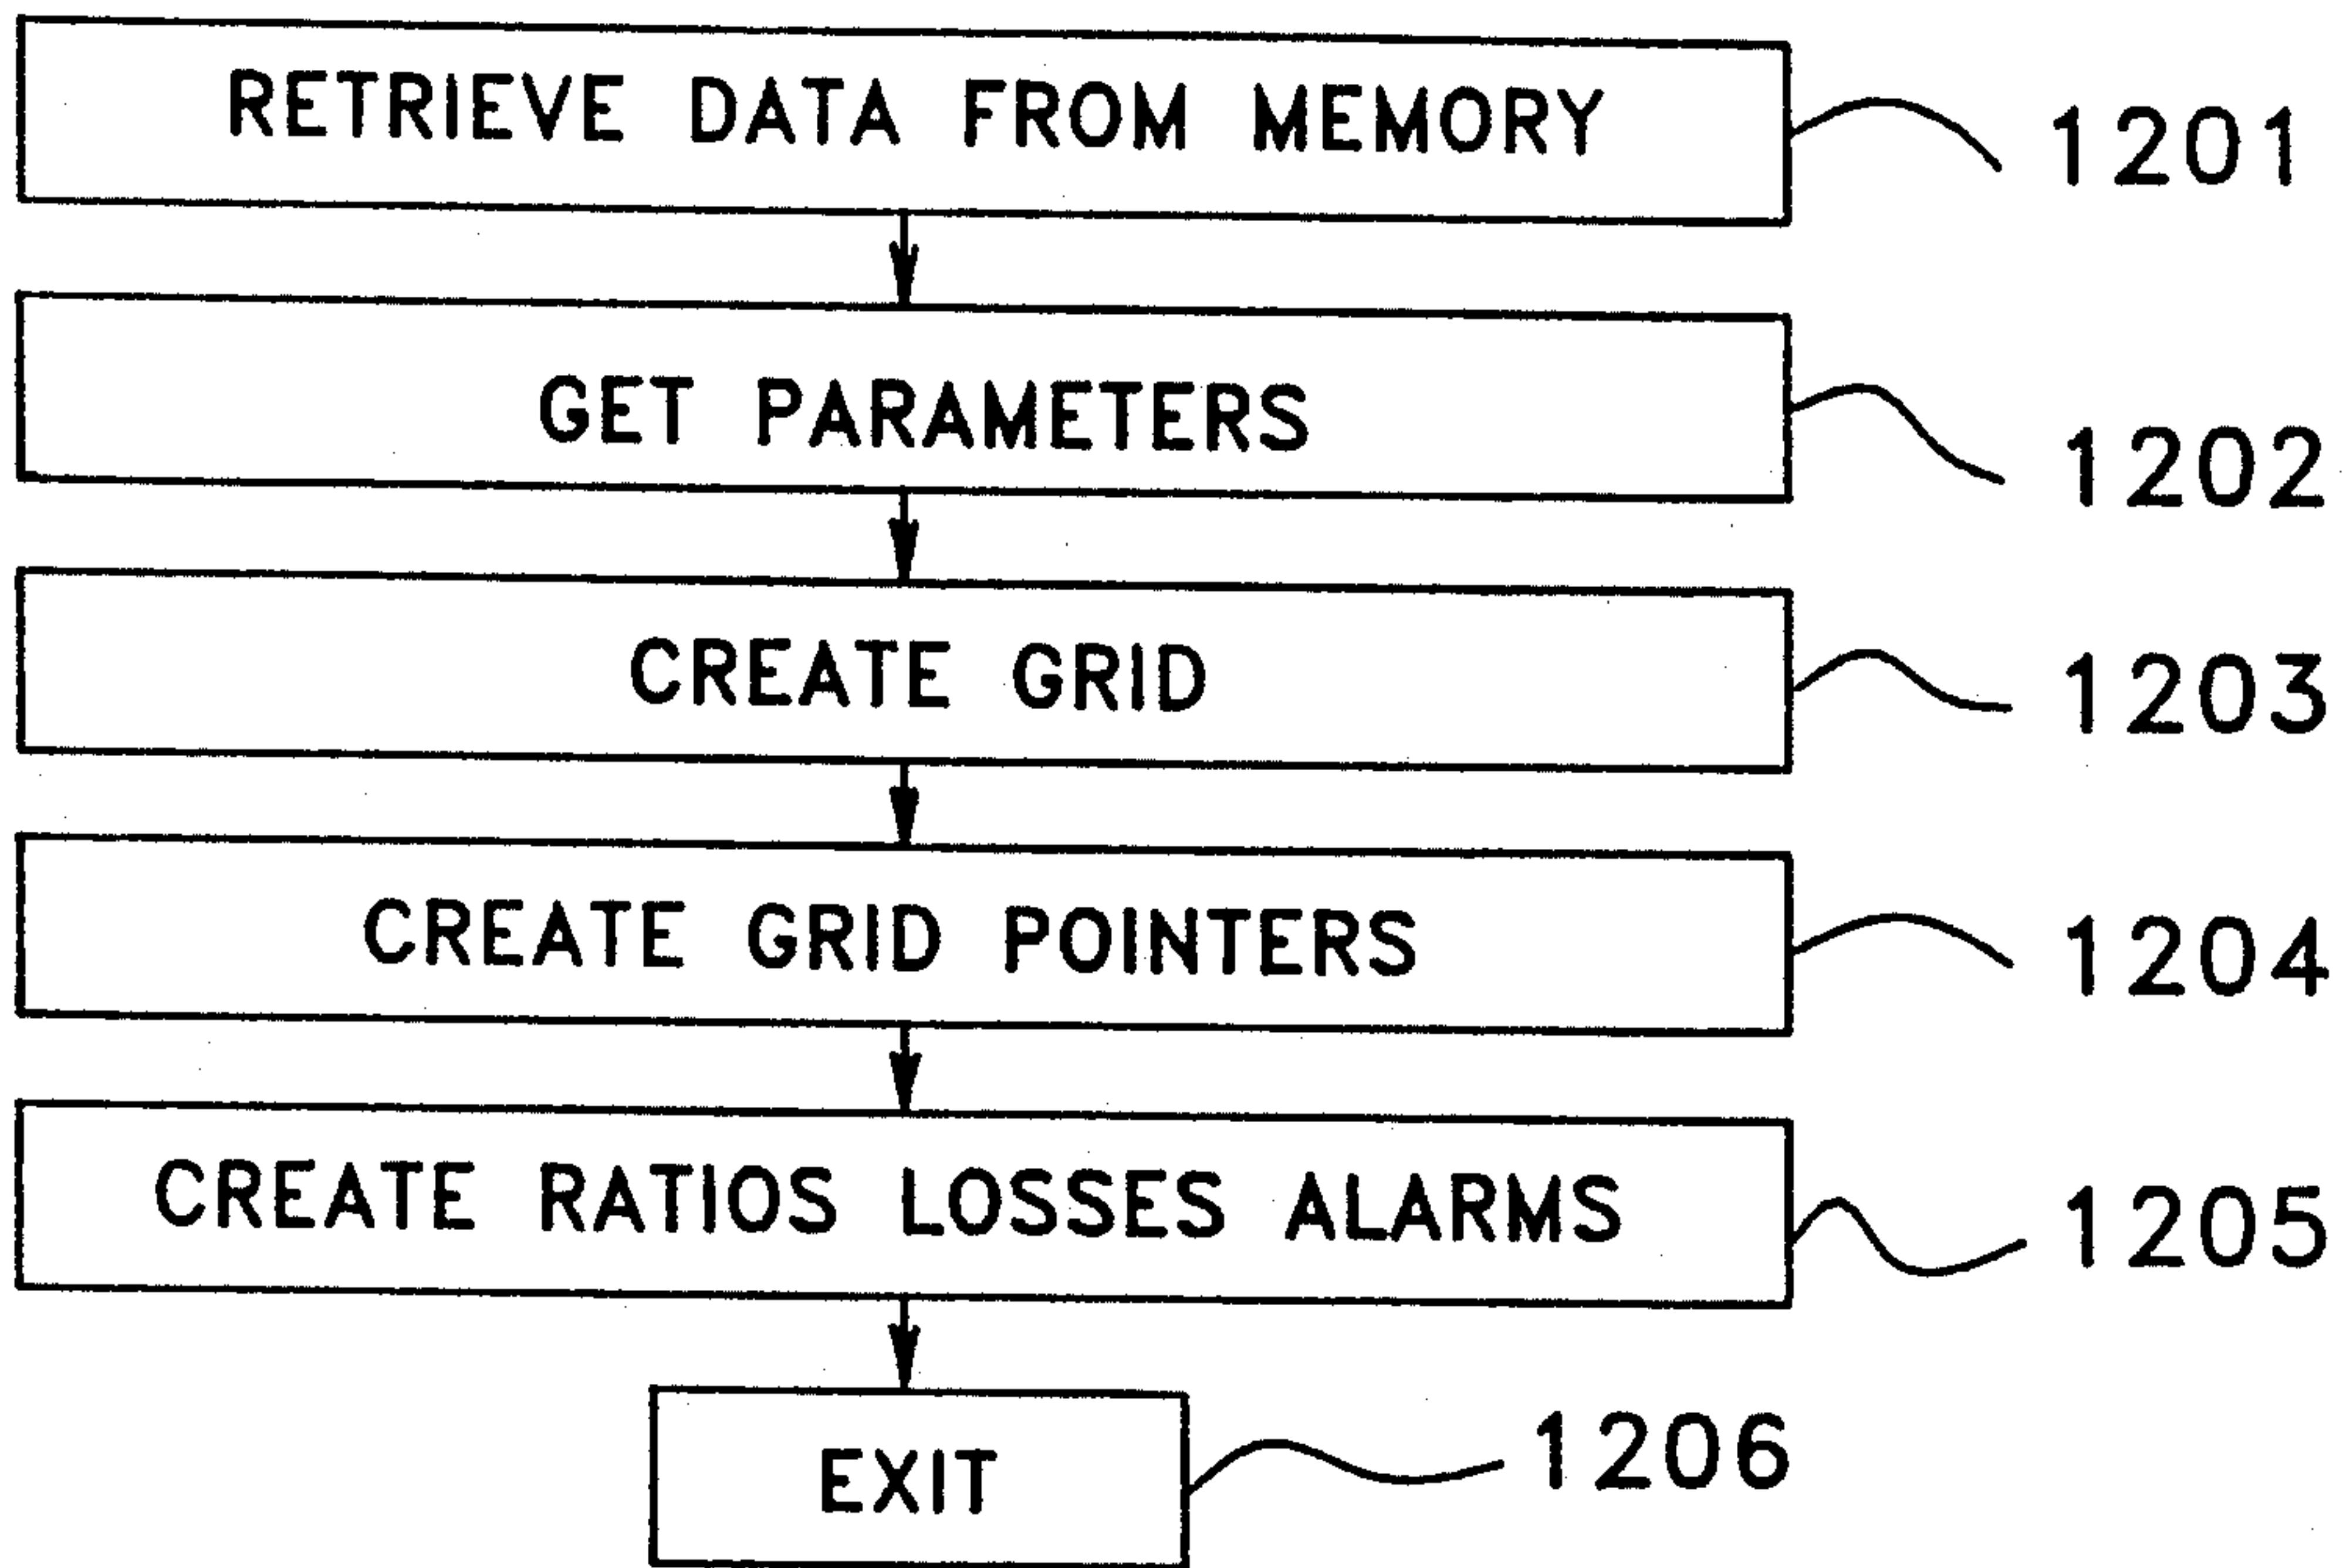 RETRIEVE DATA FROM MEMORY 1201
GET PARAMETERS 1202
CREATE GRID 1203
CREATE GRID POINTERS 1204
CREATE RATIOS LOSSES ALARMS 1205
EXIT 1206